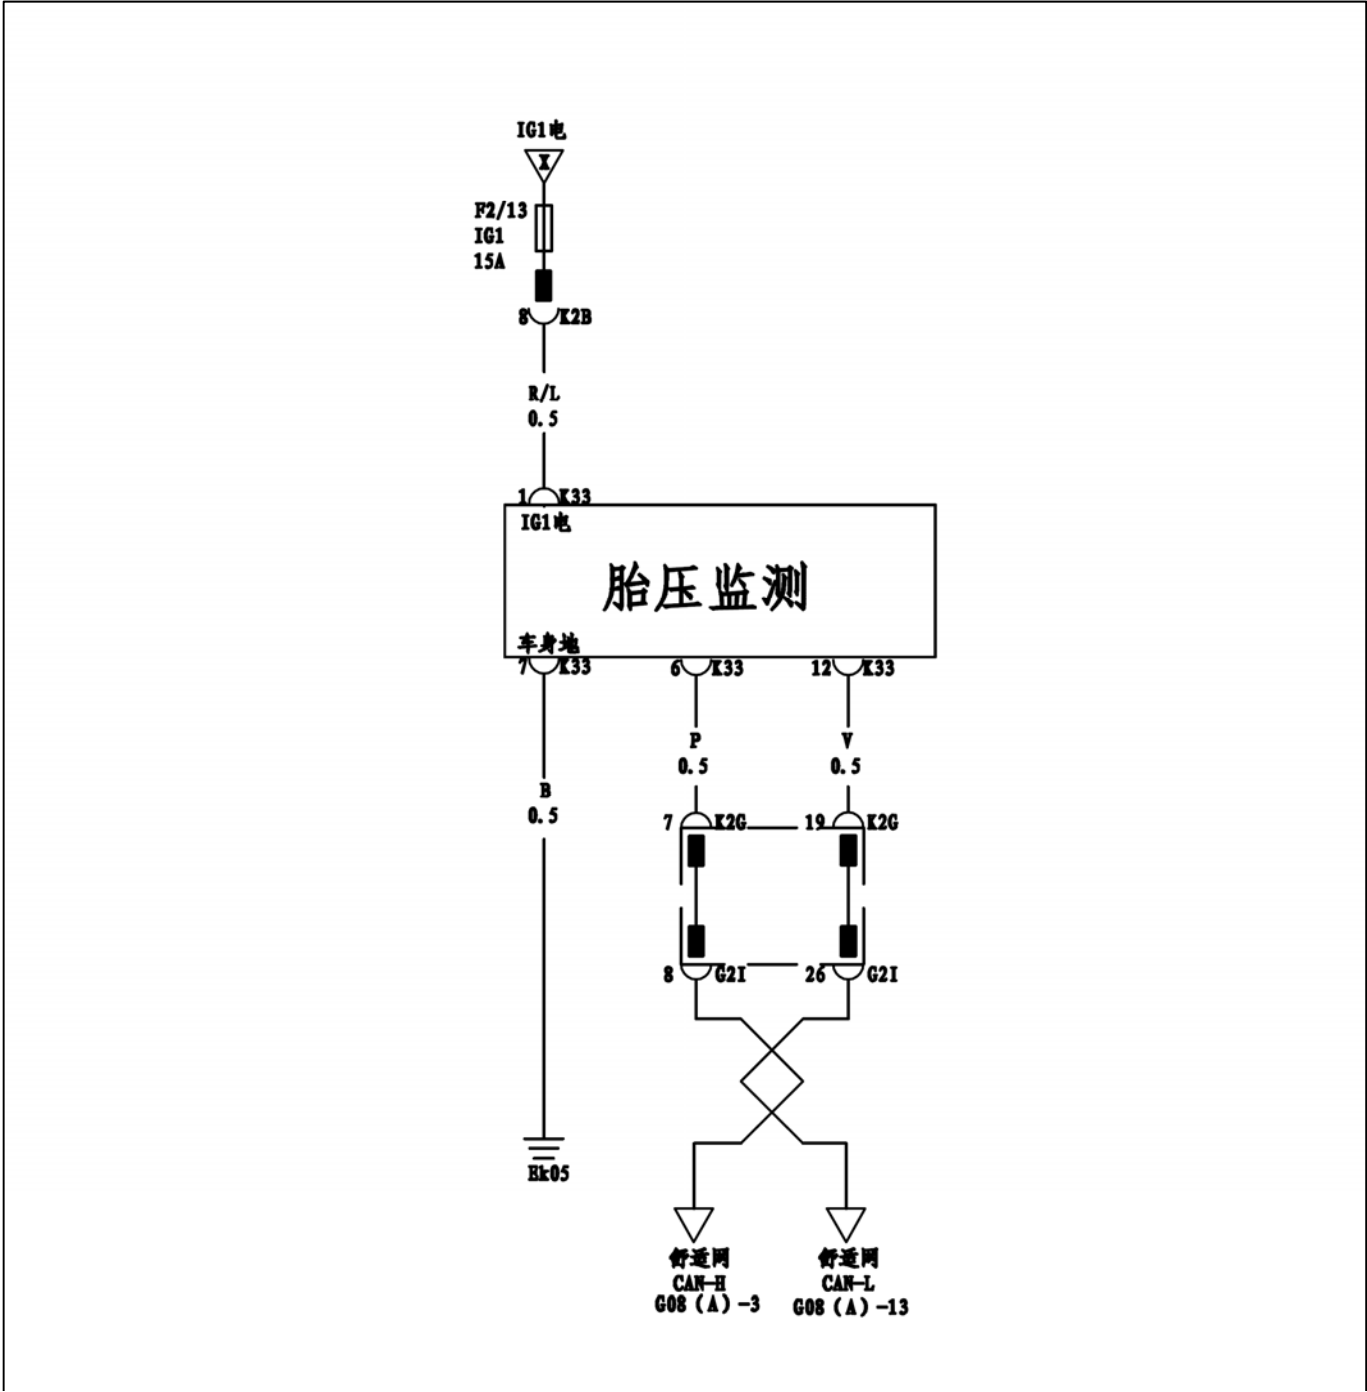 IG1电
X
F2/13
IG1
15A
8 K2B
R/L
0.5
1 K33
IG1电
胎压监测
车身地
7 K33 6 K33 12 K33
P V
0.5 0.5
B
0.5
7 K2G 19 K2G
8 G2I 26 G2I
Ek05
舒适网 舒适网
CAN-H CAN-L
G08(A)-3 G08(A)-13